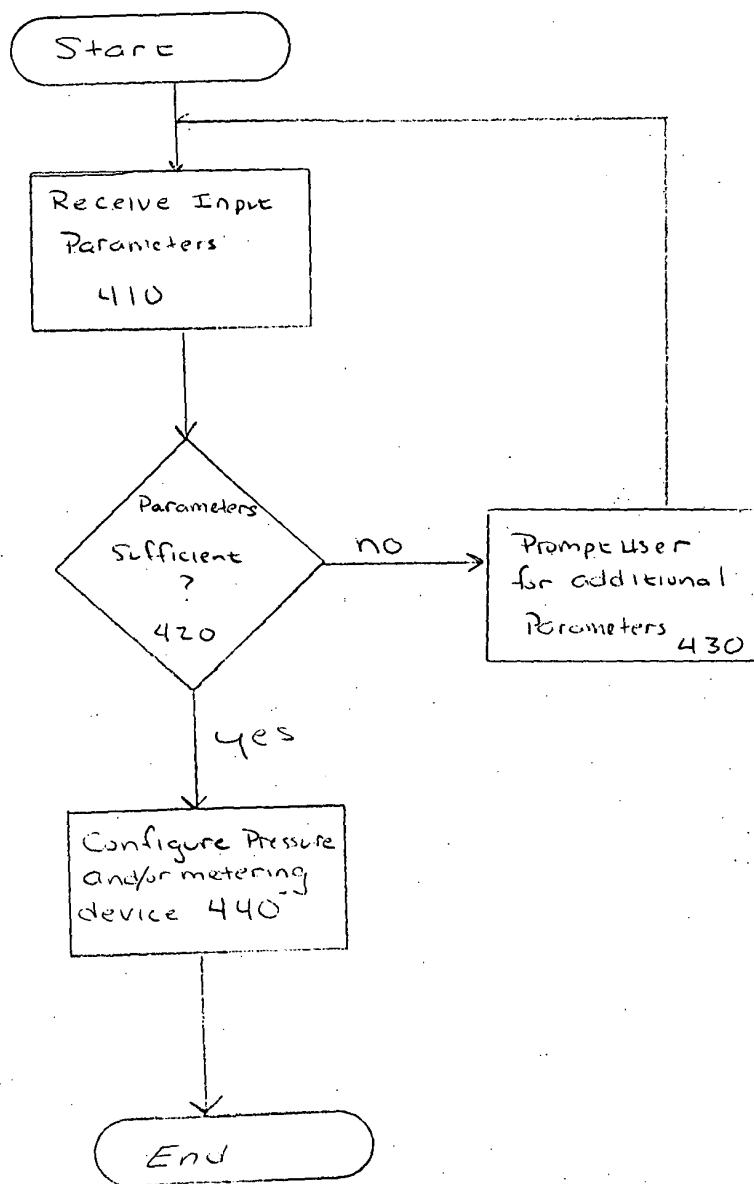 Start
Receive Input
Parameters
410
Parameters
Sufficient
?
420
no
Prompt User
for additional
Parameters 430
yes
Configure Pressure
and/or metering
device 440
End